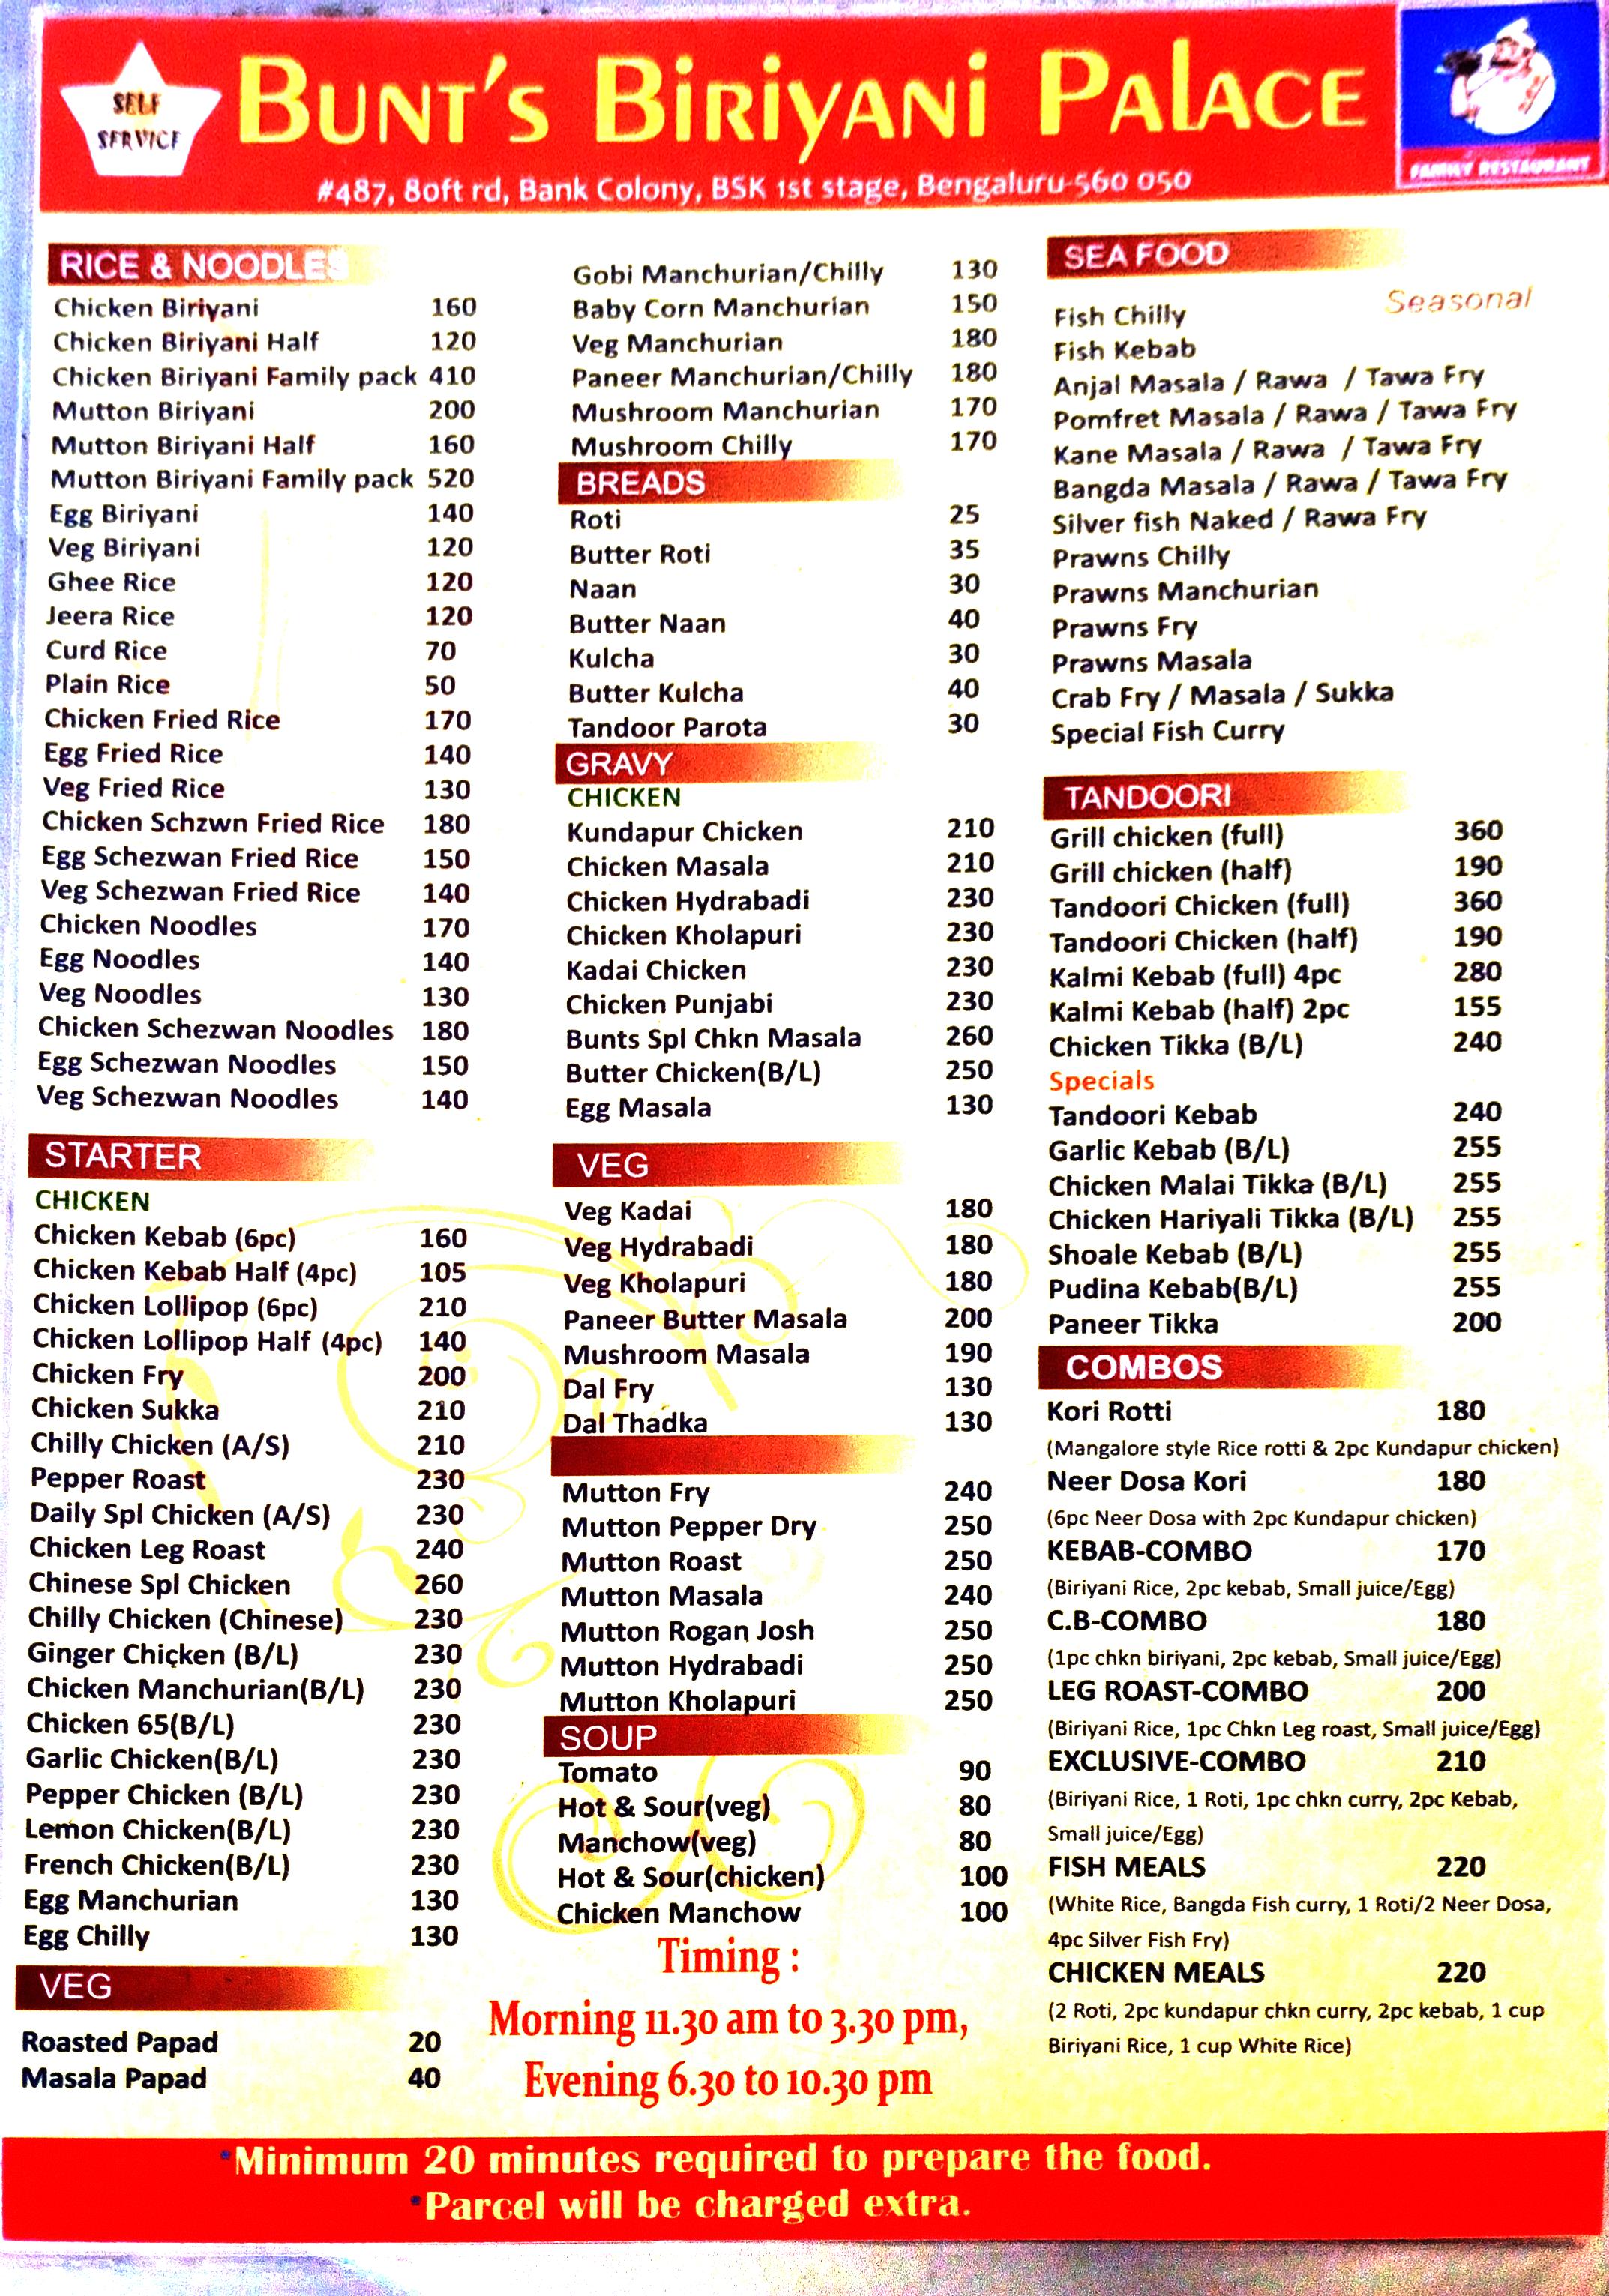 SELF
SERVICE
BUNT'S BIRIYANI PALACE
#487, 80ft rd, Bank Colony, BSK 1st stage, Bengaluru-560 050
FAMILY RESTAURANT
RICE & NOODLES
Chicken Biriyani 160
Chicken Biriyani Half 120
Chicken Biriyani Family pack 410
Mutton Biriyani 200
Mutton Biriyani Half 160
Mutton Biriyani Family pack 520
Egg Biriyani 140
Veg Biriyani 120
Ghee Rice 120
Jeera Rice 120
Curd Rice 70
Plain Rice 50
Chicken Fried Rice 170
Egg Fried Rice 140
Veg Fried Rice 130
Chicken Schzwn Fried Rice 180
Egg Schezwan Fried Rice 150
Veg Schezwan Fried Rice 140
Chicken Noodles 170
Egg Noodles 140
Veg Noodles 130
Chicken Schezwan Noodles 180
Egg Schezwan Noodles 150
Veg Schezwan Noodles 140
STARTER
CHICKEN
Chicken Kebab (6pc) 160
Chicken Kebab Half (4pc) 105
Chicken Lollipop (6pc) 210
Chicken Lollipop Half (4pc) 140
Chicken Fry 200
Chicken Sukka 210
Chilly Chicken (A/S) 210
Pepper Roast 230
Daily Spl Chicken (A/S) 230
Chicken Leg Roast 240
Chinese Spl Chicken 260
Chilly Chicken (Chinese) 230
Ginger Chicken (B/L) 230
Chicken Manchurian(B/L) 230
Chicken 65(B/L) 230
Garlic Chicken(B/L) 230
Pepper Chicken (B/L) 230
Lemon Chicken(B/L) 230
French Chicken(B/L) 230
Egg Manchurian 130
Egg Chilly 130
VEG
Roasted Papad 20
Masala Papad 40
Gobi Manchurian/Chilly 130
Baby Corn Manchurian 150
Veg Manchurian 180
Paneer Manchurian/Chilly 180
Mushroom Manchurian 170
Mushroom Chilly 170
BREADS
Roti 25
Butter Roti 35
Naan 30
Butter Naan 40
Kulcha 30
Butter Kulcha 40
Tandoor Parota 30
GRAVY
CHICKEN
Kundapur Chicken 210
Chicken Masala 210
Chicken Hydrabadi 230
Chicken Kholapuri 230
Kadai Chicken 230
Chicken Punjabi 230
Bunts Spl Chkn Masala 260
Butter Chicken(B/L) 250
Egg Masala 130
VEG
Veg Kadai 180
Veg Hydrabadi 180
Veg Kholapuri 180
Paneer Butter Masala 200
Mushroom Masala 190
Dal Fry 130
Dal Thadka 130
Mutton Fry 240
Mutton Pepper Dry 250
Mutton Roast 250
Mutton Masala 240
Mutton Rogan Josh 250
Mutton Hydrabadi 250
Mutton Kholapuri 250
SOUP
Tomato 90
Hot & Sour(veg) 80
Manchow(veg) 80
Hot & Sour(chicken) 100
Chicken Manchow 100
Timing :
Morning 11.30 am to 3.30 pm,
Evening 6.30 to 10.30 pm
SEA FOOD
Seasonal
Fish Chilly
Fish Kebab
Anjal Masala / Rawa / Tawa Fry
Pomfret Masala / Rawa / Tawa Fry
Kane Masala / Rawa / Tawa Fry
Bangda Masala / Rawa / Tawa Fry
Silver fish Naked / Rawa Fry
Prawns Chilly
Prawns Manchurian
Prawns Fry
Prawns Masala
Crab Fry / Masala / Sukka
Special Fish Curry
TANDOORI
Grill chicken (full) 360
Grill chicken (half) 190
Tandoori Chicken (full) 360
Tandoori Chicken (half) 190
Kalmi Kebab (full) 4pc 280
Kalmi Kebab (half) 2pc 155
Chicken Tikka (B/L) 240
Specials
Tandoori Kebab 240
Garlic Kebab (B/L) 255
Chicken Malai Tikka (B/L) 255
Chicken Hariyali Tikka (B/L) 255
Shoale Kebab (B/L) 255
Pudina Kebab(B/L) 255
Paneer Tikka 200
COMBOS
Kori Rotti 180
(Mangalore style Rice rotti & 2pc Kundapur chicken)
Neer Dosa Kori 180
(6pc Neer Dosa with 2pc Kundapur chicken)
KEBAB-COMBO 170
(Biriyani Rice, 2pc kebab, Small juice/Egg)
C.B-COMBO 180
(1pc chkn biriyani, 2pc kebab, Small juice/Egg)
LEG ROAST-COMBO 200
(Biriyani Rice, 1pc Chkn Leg roast, Small juice/Egg)
EXCLUSIVE-COMBO 210
(Biriyani Rice, 1 Roti, 1pc chkn curry, 2pc Kebab,
Small juice/Egg)
FISH MEALS 220
(White Rice, Bangda Fish curry, 1 Roti/2 Neer Dosa,
4pc Silver Fish Fry)
CHICKEN MEALS 220
(2 Roti, 2pc kundapur chkn curry, 2pc kebab, 1 cup
Biriyani Rice, 1 cup White Rice)
*Minimum 20 minutes required to prepare the food.
*Parcel will be charged extra.